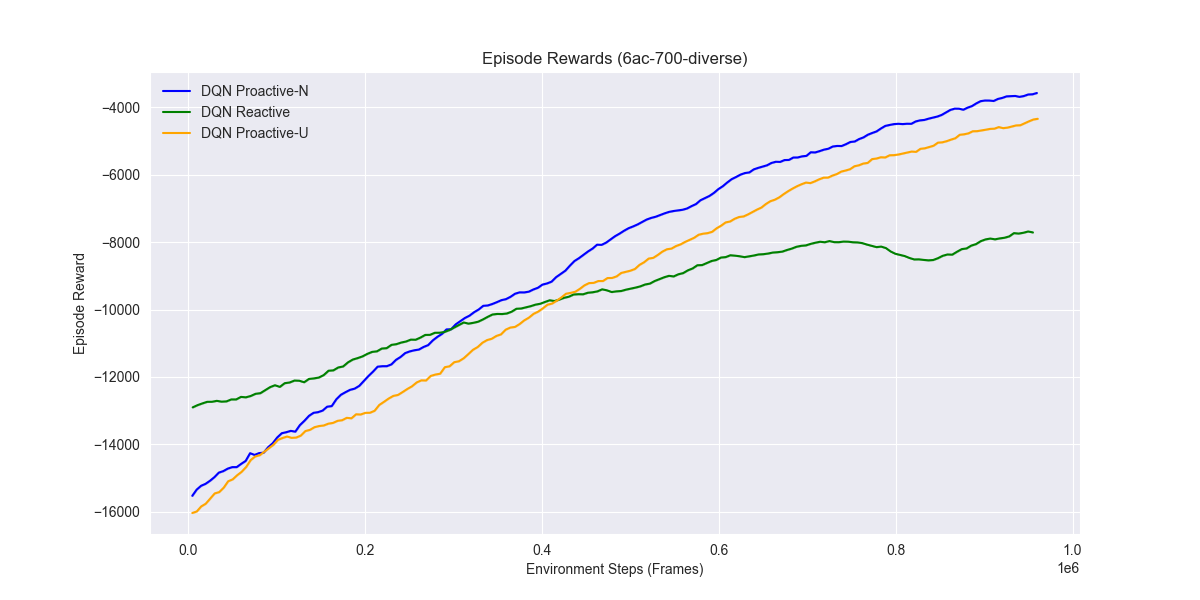 Episode Rewards (6ac-700-diverse)
DQN Proactive-N
DQN Reactive
DQN Proactive-U
Episode Reward
−4000
−6000
−8000
−10000
−12000
−14000
−16000
0.0 0.2 0.4 0.6 0.8 1.0
Environment Steps (Frames)
1e6